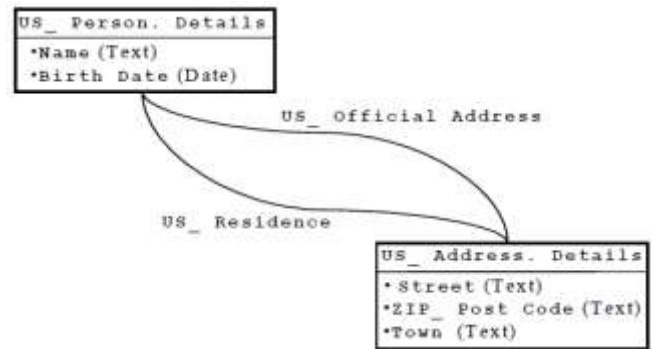 US_ Person. Details
•Name (Text)
•Birth Date (Date)
US_ Official Address
US_ Residence
US_ Address. Details
• Street (Text)
•ZIP_ Post Code (Text)
•Town (Text)